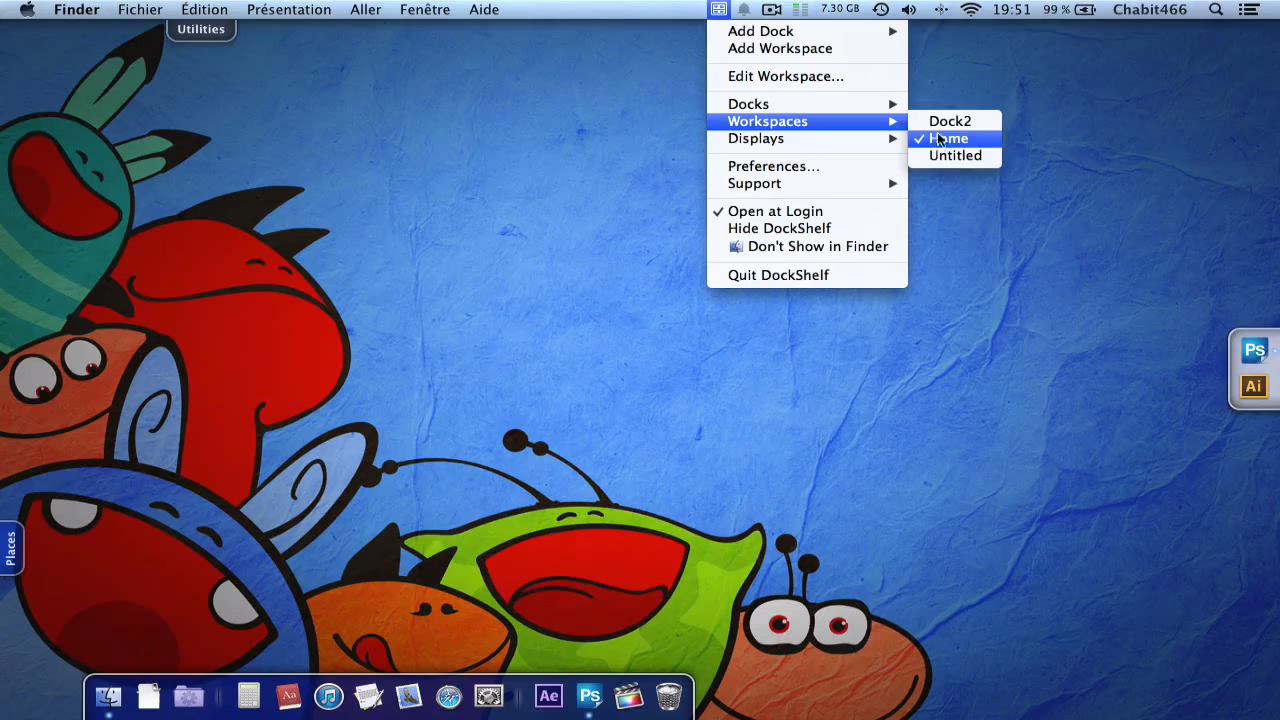 Finder Fichier Édition Présentation Aller Fenêtre Aide 7.30 GB 19:51 99 % Chabit466
Utilities
Add Dock
Add Workspace
Edit Workspace...
Docks
Workspaces
Displays
Preferences...
Support
Open at Login
Hide DockShelf
Don't Show in Finder
Quit DockShelf
Dock2
Home
Untitled
Ps
Ai
Places
Aa
Ae
Ps